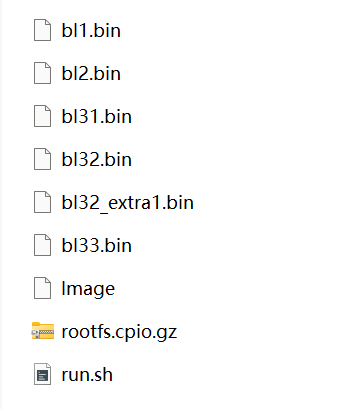 bl1.bin
bl2.bin
bl31.bin
bl32.bin
bl32_extra1.bin
bl33.bin
Image
rootfs.cpio.gz
run.sh